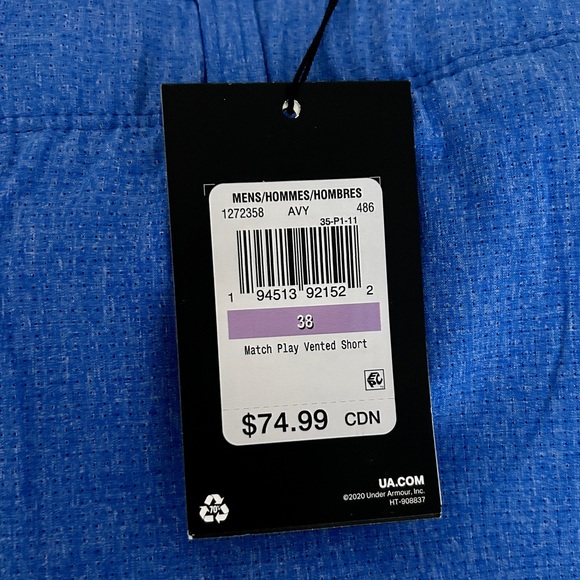 MENS/HOMMES/HOMBRES
1272358 AVY 486
35-P1-11
1 94513 92152 2
38
Match Play Vented Short
$74.99 CDN
UA.COM
©2020 Under Armour, Inc.
HT-908837
70%